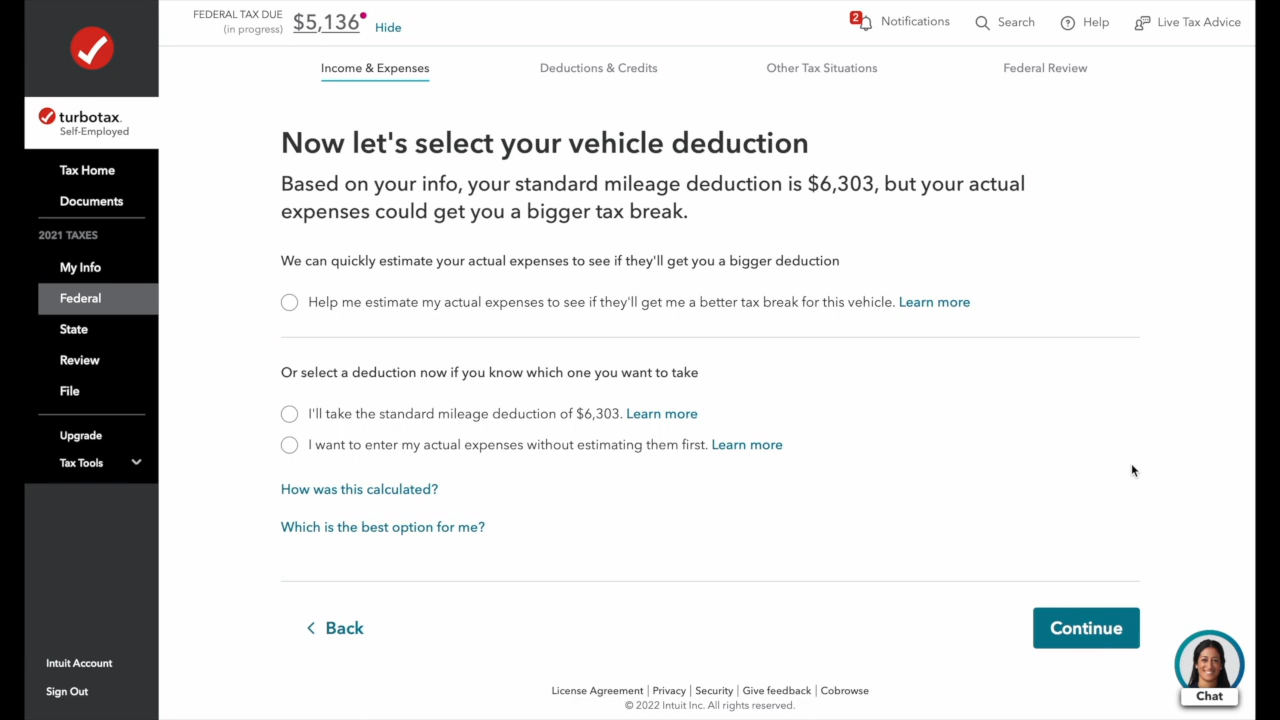 FEDERAL TAX DUE
(in progress)
$5,136
Hide
2
Notifications
Search
Help
Live Tax Advice
Income & Expenses
Deductions & Credits
Other Tax Situations
Federal Review
turbotax.
Self-Employed
Tax Home
Documents
2021 TAXES
My Info
Federal
State
Review
File
Upgrade
Tax Tools
Intuit Account
Sign Out
Now let's select your vehicle deduction
Based on your info, your standard mileage deduction is $6,303, but your actual
expenses could get you a bigger tax break.
We can quickly estimate your actual expenses to see if they'll get you a bigger deduction
Help me estimate my actual expenses to see if they'll get me a better tax break for this vehicle. Learn more
Or select a deduction now if you know which one you want to take
I'll take the standard mileage deduction of $6,303. Learn more
I want to enter my actual expenses without estimating them first. Learn more
How was this calculated?
Which is the best option for me?
Back
Continue
Chat
License Agreement | Privacy | Security | Give feedback | Cobrowse
© 2022 Intuit Inc. All rights reserved.